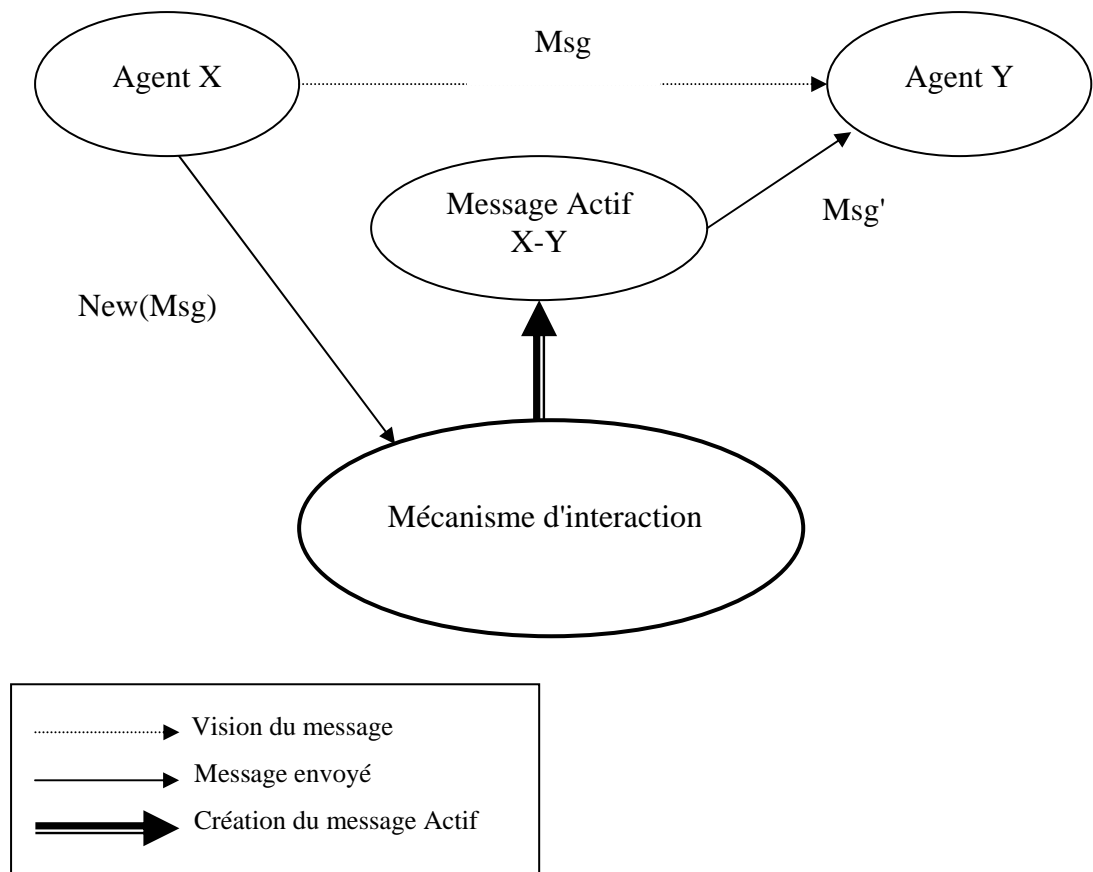 Msg
Agent X
Agent Y
Message Actif
X-Y
Msg'
New(Msg)
Mécanisme d'interaction
Vision du message
Message envoyé
Création du message Actif